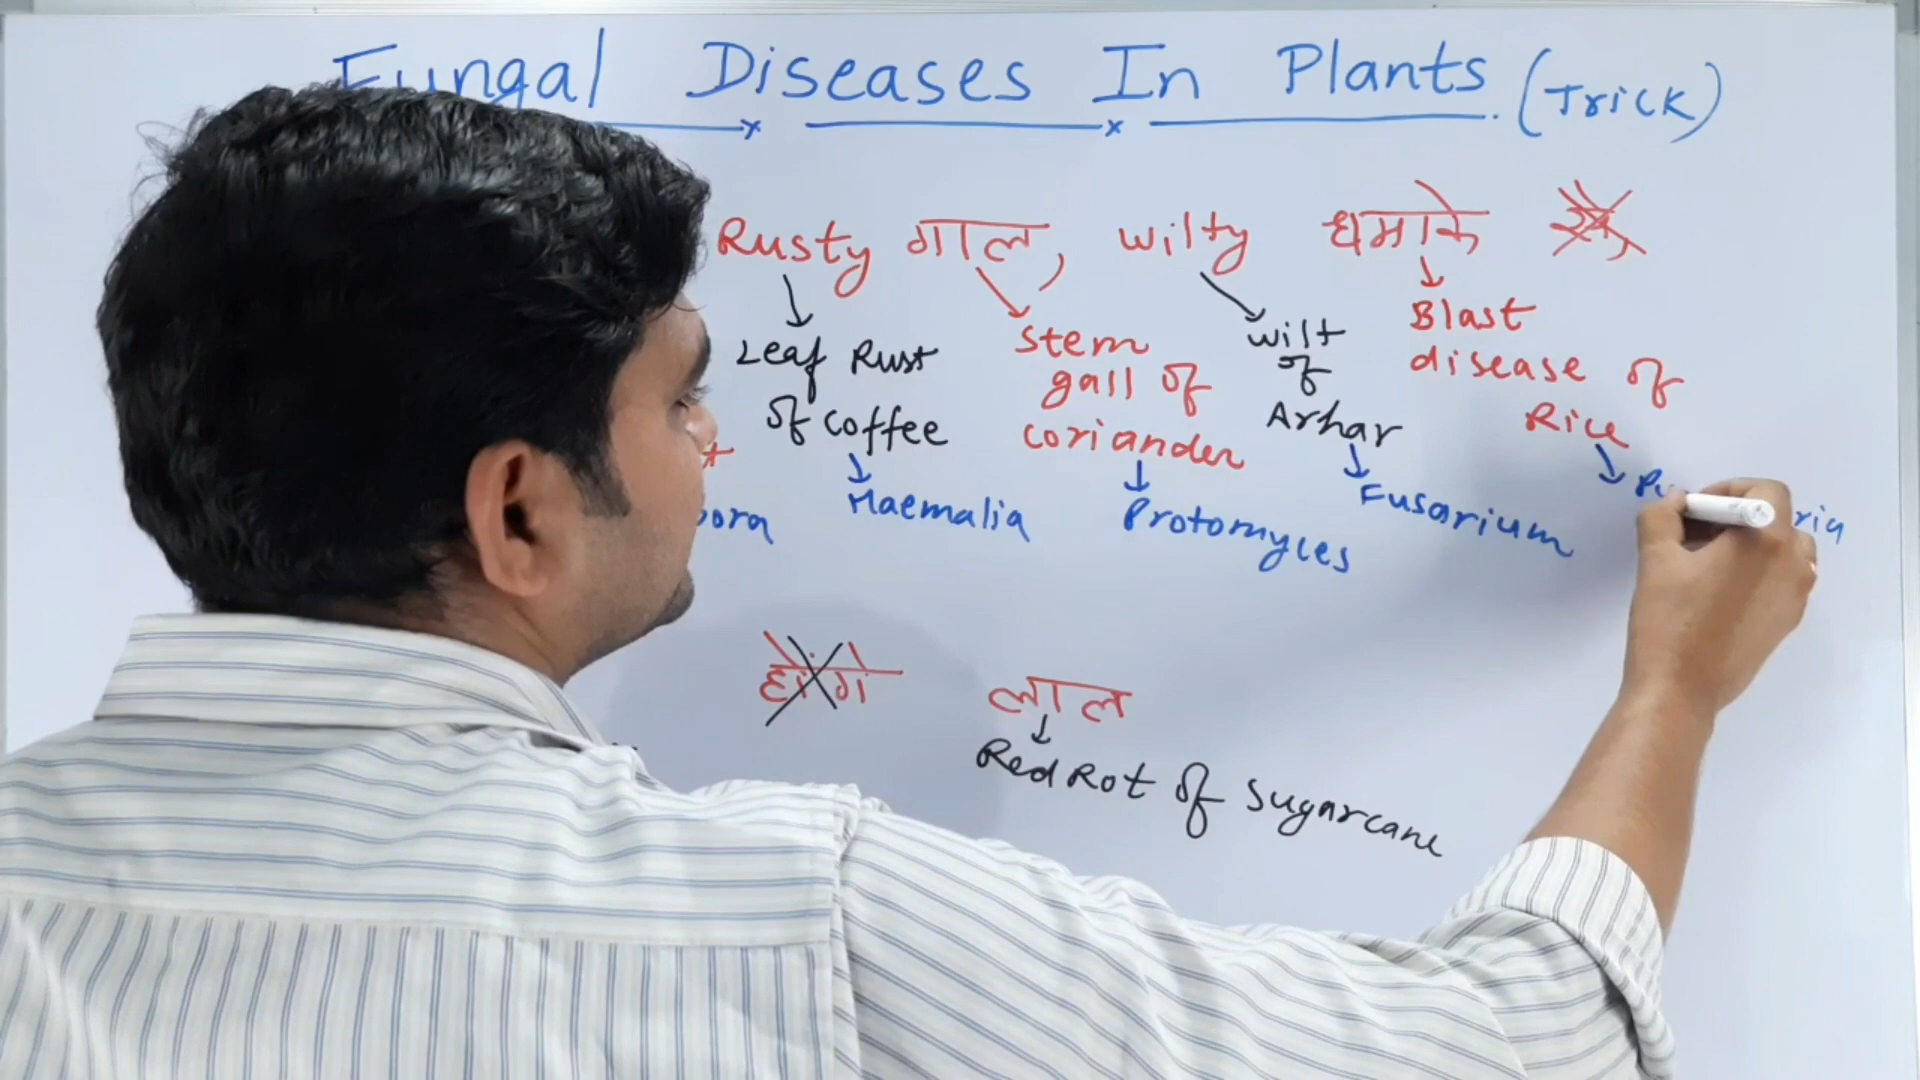 Fungal Diseases In Plants (Trick)
Rusty गाल, wilty धमाके
Leaf Rust
of Coffee
Haemalia
Stem
gall of
coriander
Protomyces
wilt
of
Arhar
Fusarium
Blast
disease of
Rice
होंगे लाल
Red Rot of Sugarcane